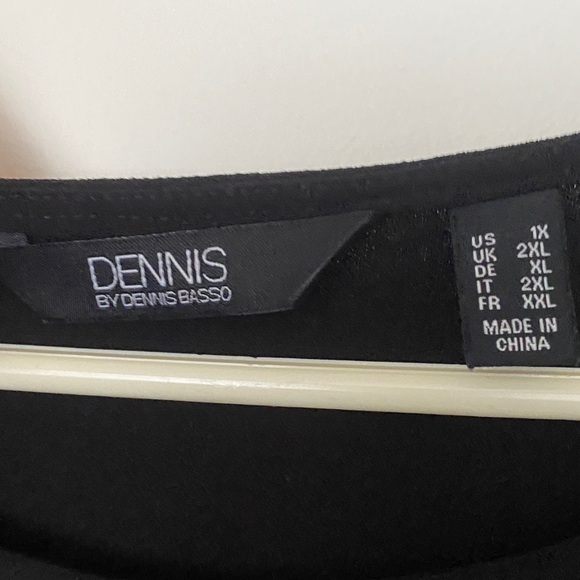 DENNIS
BY DENNIS BASSO
US 1X
UK 2XL
DE XL
IT 2XL
FR XXL
MADE IN
CHINA